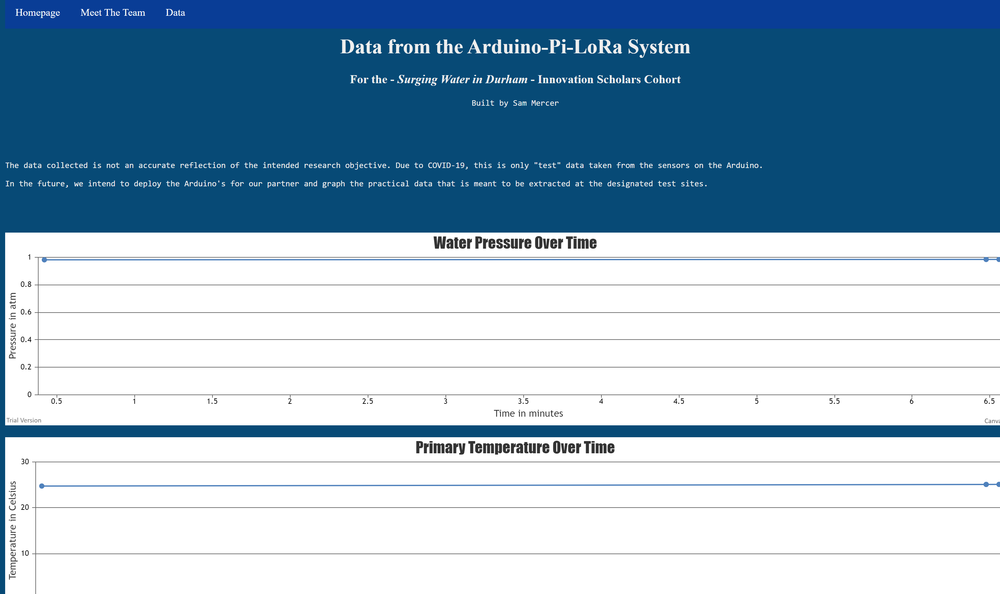 Homepage Meet The Team Data
Data from the Arduino-Pi-LoRa System
For the - Surging Water in Durham - Innovation Scholars Cohort
Built by Sam Mercer
The data collected is not an accurate reflection of the intended research objective. Due to COVID-19, this is only "test" data taken from the sensors on the Arduino.
In the future, we intend to deploy the Arduino's for our partner and graph the practical data that is meant to be extracted at the designated test sites.
Water Pressure Over Time
Pressure in atm
1
0.8
0.6
0.4
0.2
0
0.5 1 1.5 2 2.5 3 3.5 4 4.5 5 5.5 6 6.5
Time in minutes
Trial Version
Primary Temperature Over Time
Temperature in Celsius
30
20
10